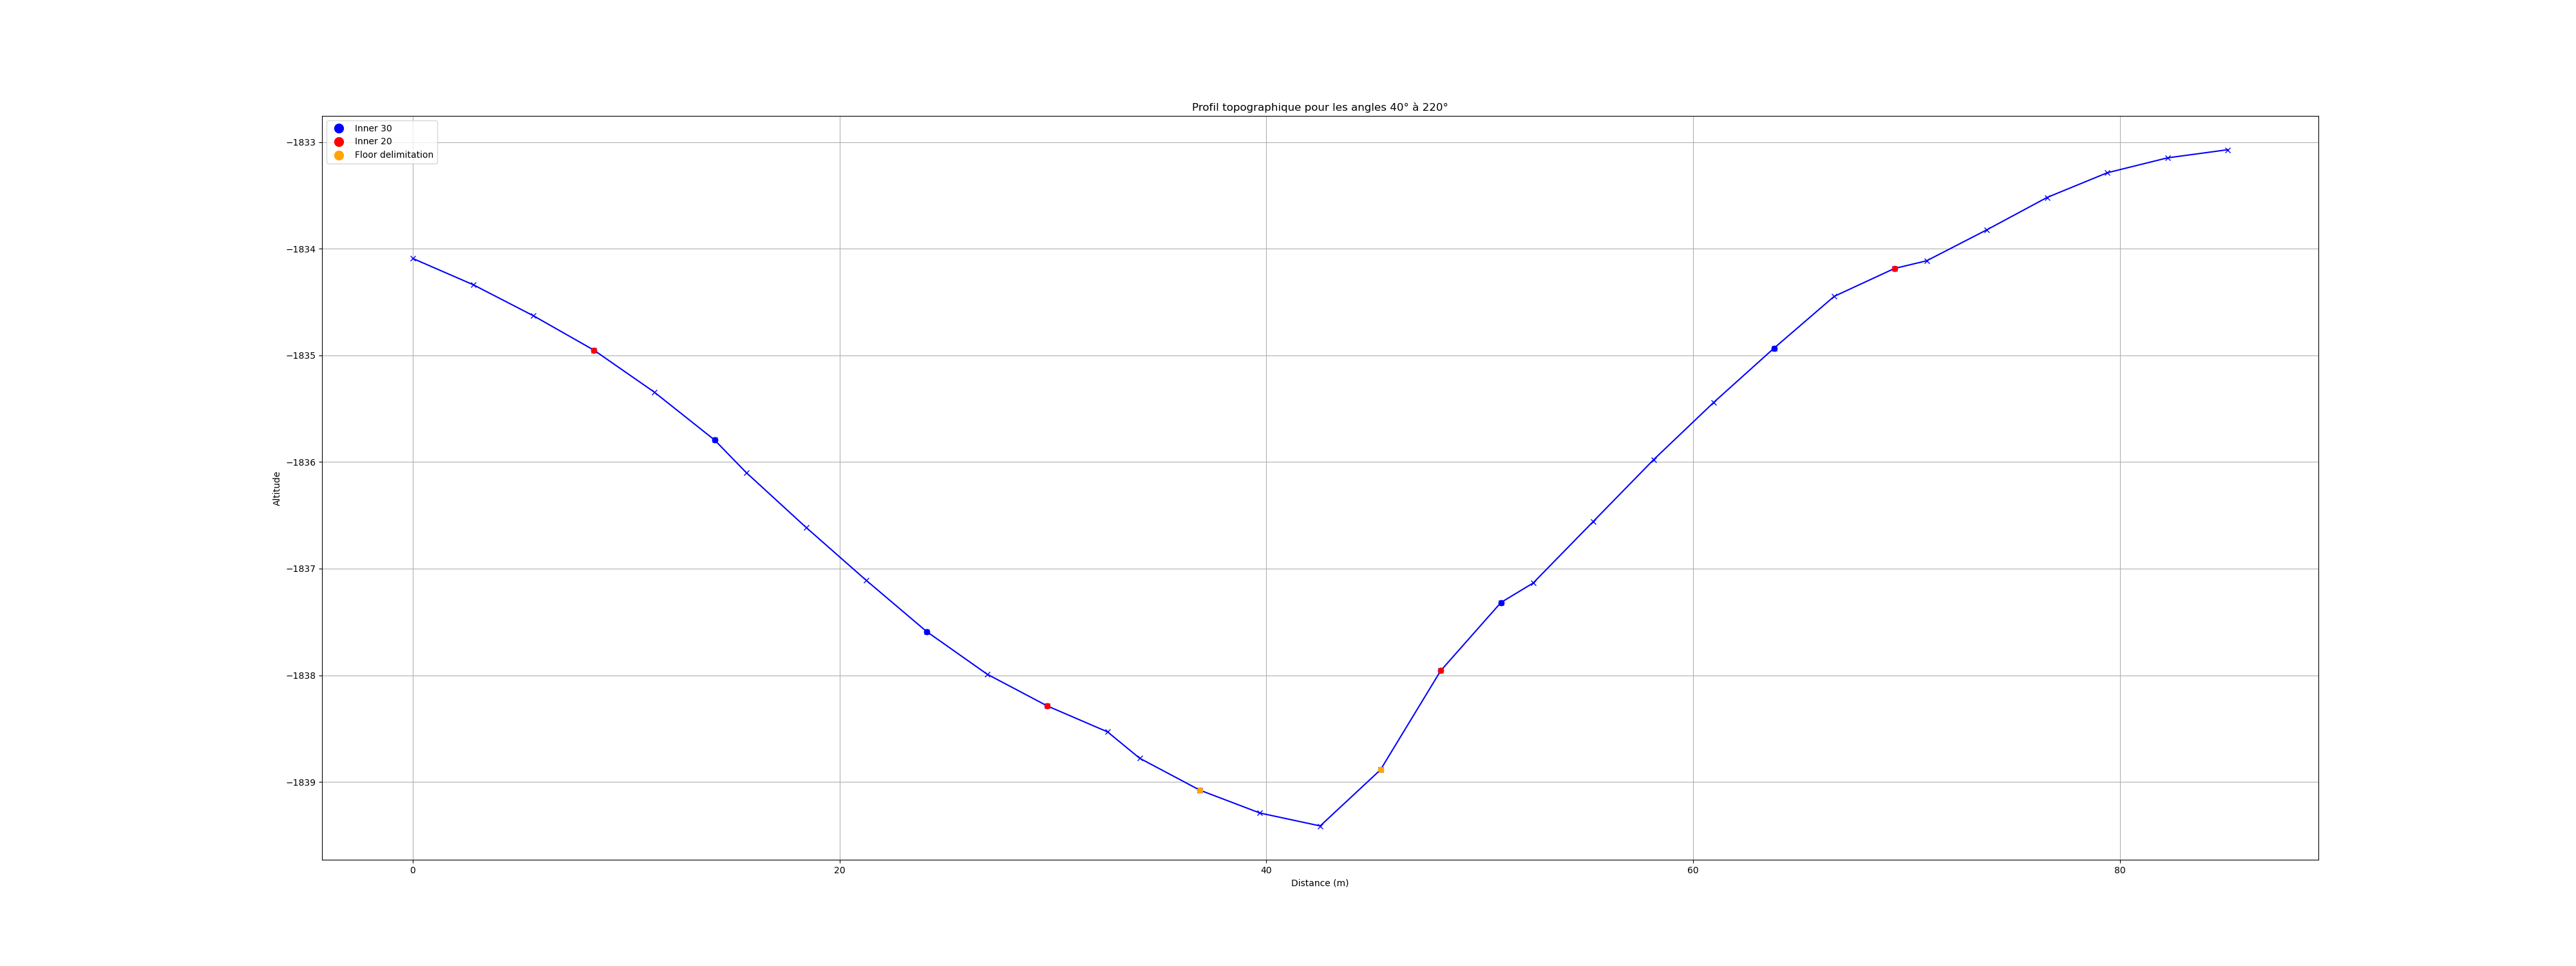 Profil topographique pour les angles 40° à 220°
Inner 30
Inner 20
Floor delimitation
−1833
−1834
−1835
−1836
−1837
−1838
−1839
Altitude
0 20 40 60 80
Distance (m)